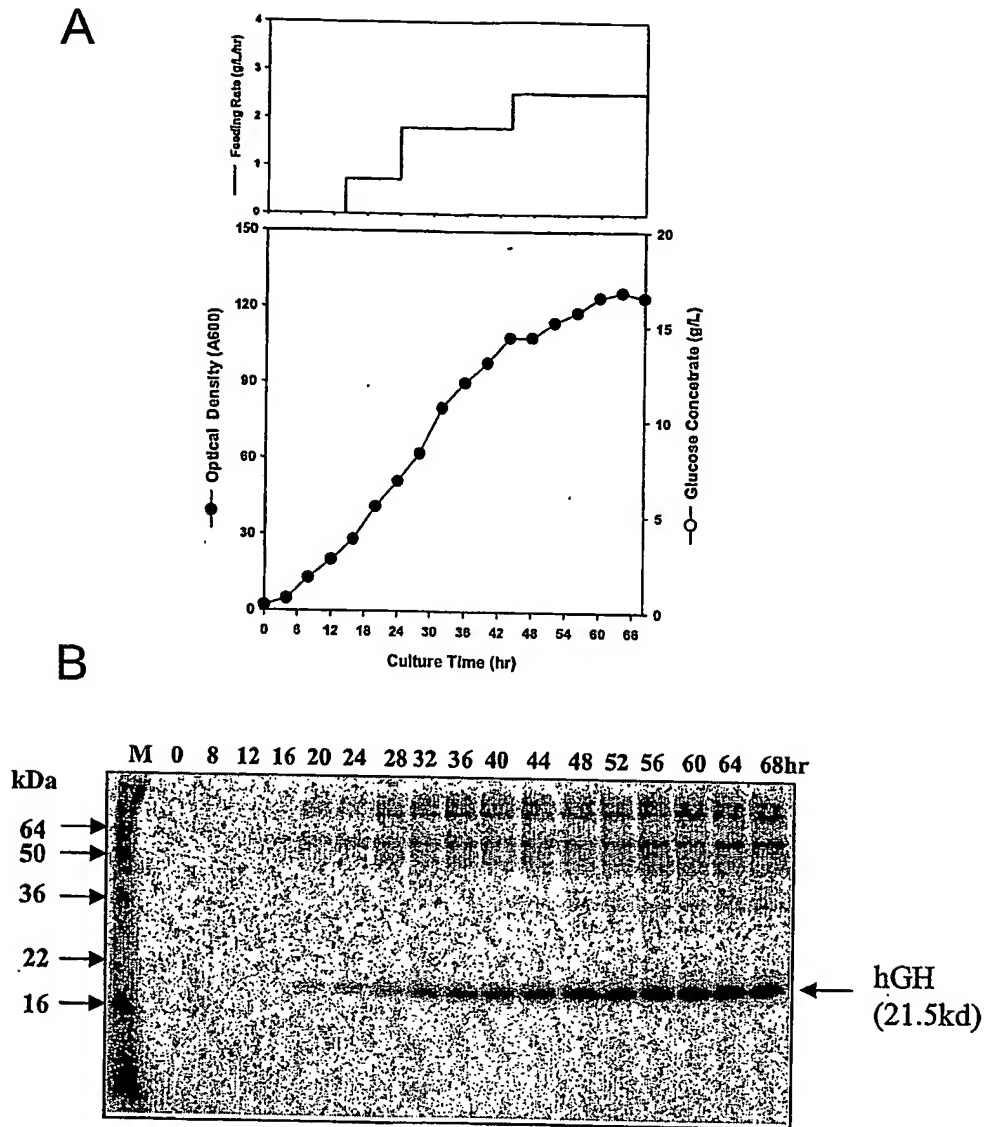 A
Feeding Rate (g/L/hr)
4
3
2
1
0
150
120
90
60
30
0
Optical Density (A600)
20
15
10
5
0
Glucose Concetrate (g/L)
0 6 12 18 24 30 36 42 48 54 60 68
Culture Time (hr)
B
M 0 8 12 16 20 24 28 32 36 40 44 48 52 56 60 64 68hr
kDa
64
50
36
22
16
hGH
(21.5kd)